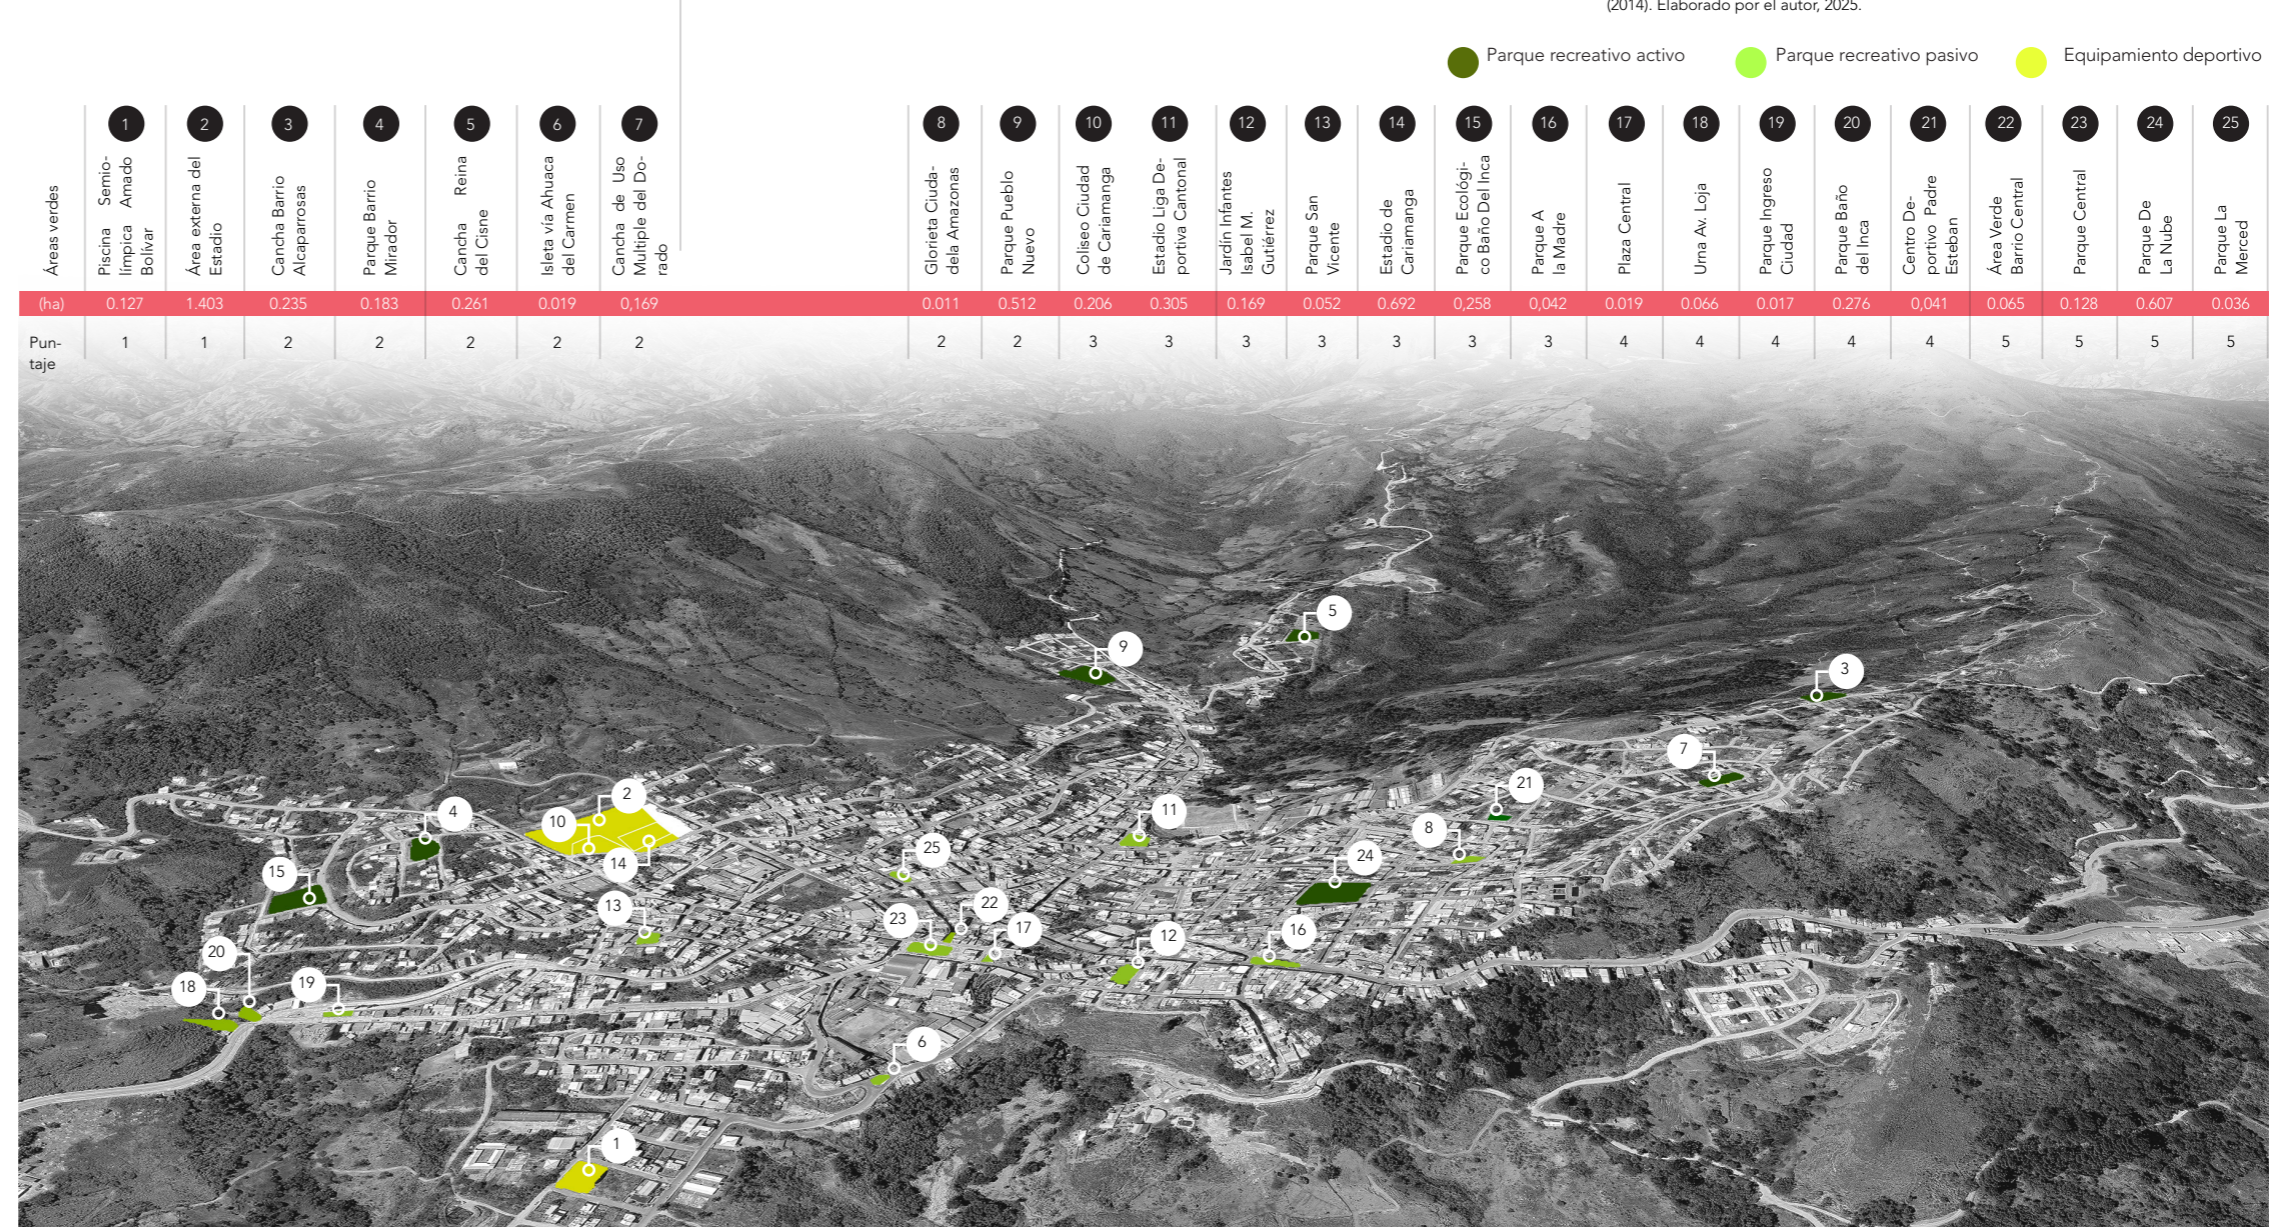 (2014). Elaborado por el autor, 2025.
Parque recreativo activo
Parque recreativo pasivo
Equipamiento deportivo
Áreas verdes
1
Piscina Semio-
límpica Amado
Bolívar
2
Área externa del
Estadio
3
Cancha Barrio
Alcaparrosas
4
Parque Barrio
Mirador
5
Cancha Reina
del Cisne
6
Isleta vía Ahuaca
del Carmen
7
Cancha de Uso
Multiple del Do-
rado
8
Glorieta Ciuda-
dela Amazonas
9
Parque Pueblo
Nuevo
10
Coliseo Ciudad
de Cariamanga
11
Estadio Liga De-
portiva Cantonal
12
Jardín Infantes
Isabel M.
Gutiérrez
13
Parque San
Vicente
14
Estadio de
Cariamanga
15
Parque Ecológi-
co Baño Del Inca
16
Parque A
la Madre
17
Plaza Central
18
Urna Av. Loja
19
Parque Ingreso
Ciudad
20
Parque Baño
del Inca
21
Centro De-
portivo Padre
Esteban
22
Área Verde
Barrio Central
23
Parque Central
24
Parque De
La Nube
25
Parque La
Merced
(ha) 0.127 1.403 0.235 0.183 0.261 0.019 0,169 0.011 0.512 0.206 0.305 0.169 0.052 0.692 0,258 0,042 0.019 0.066 0.017 0.276 0,041 0.065 0.128 0.607 0.036
Pun-
taje
1 1 2 2 2 2 2 2 2 3 3 3 3 3 3 3 4 4 4 4 4 5 5 5 5
5
9
3
7
21
2
4
10
11
8
14
25
24
15
13
22
23
17
16
12
20
18
19
6
1